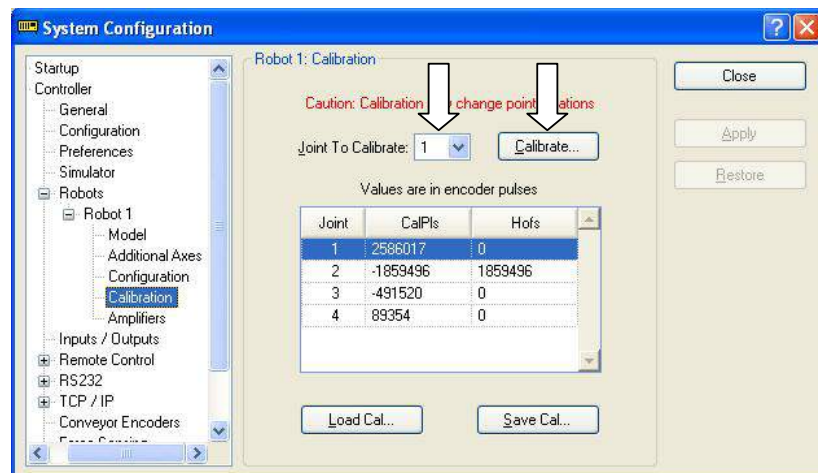 System Configuration
Startup
Controller
General
Configuration
Preferences
Simulator
Robots
Robot 1
Model
Additional Axes
Configuration
Calibration
Amplifiers
Inputs / Outputs
Remote Control
RS232
TCP / IP
Conveyor Encoders
Robot 1: Calibration
Caution: Calibration change point
Joint To Calibrate: 1 Calibrate...
Values are in encoder pulses
Joint CalPls Hofs
1 2586017 0
2 -1859496 1859496
3 -491520 0
4 89354 0
Load Cal... Save Cal...
Close
Apply
Restore